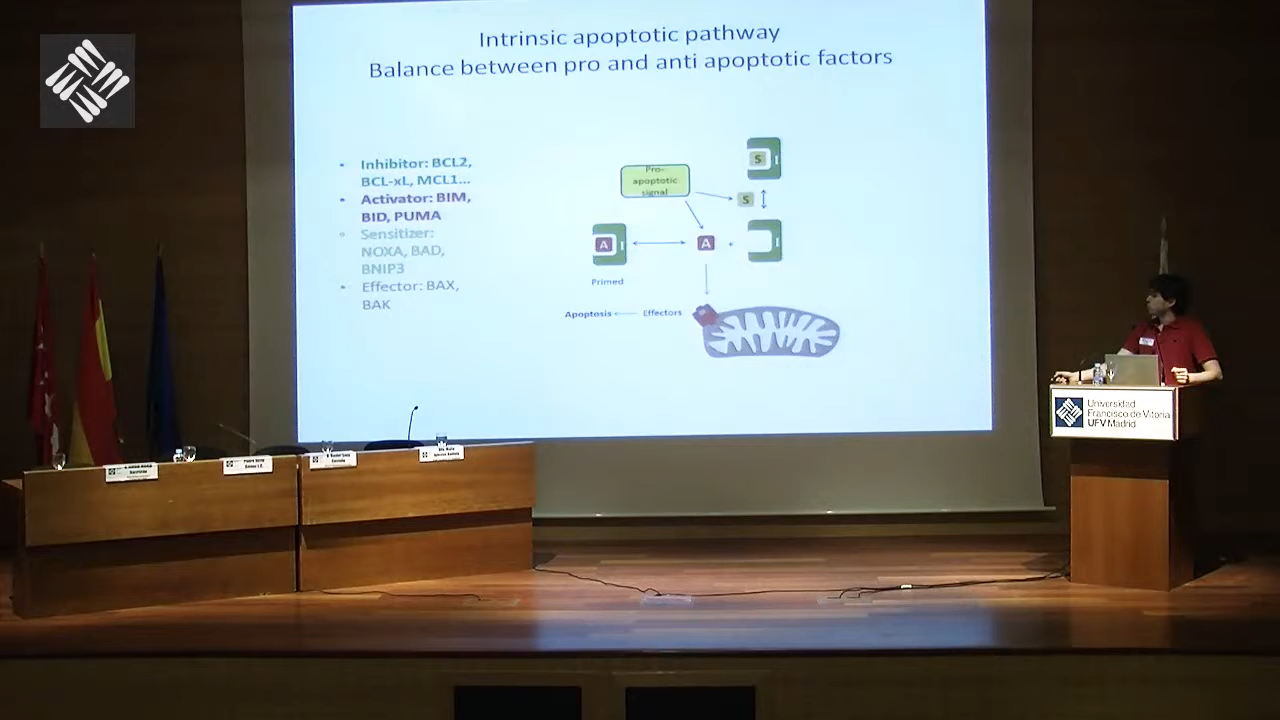 Intrinsic apoptotic pathway
Balance between pro and anti apoptotic factors
• Inhibitor: BCL2,
BCL-xL, MCL1...
• Activator: BIM,
BID, PUMA
Sensitizer:
NOXA, BAD,
BNIP3
• Effector: BAX,
BAK
Pro-
apoptotic
signal
S
S
A
A
Primed
Apoptosis
Effectors
Universidad
Francisco de Vitoria
UFV Madrid